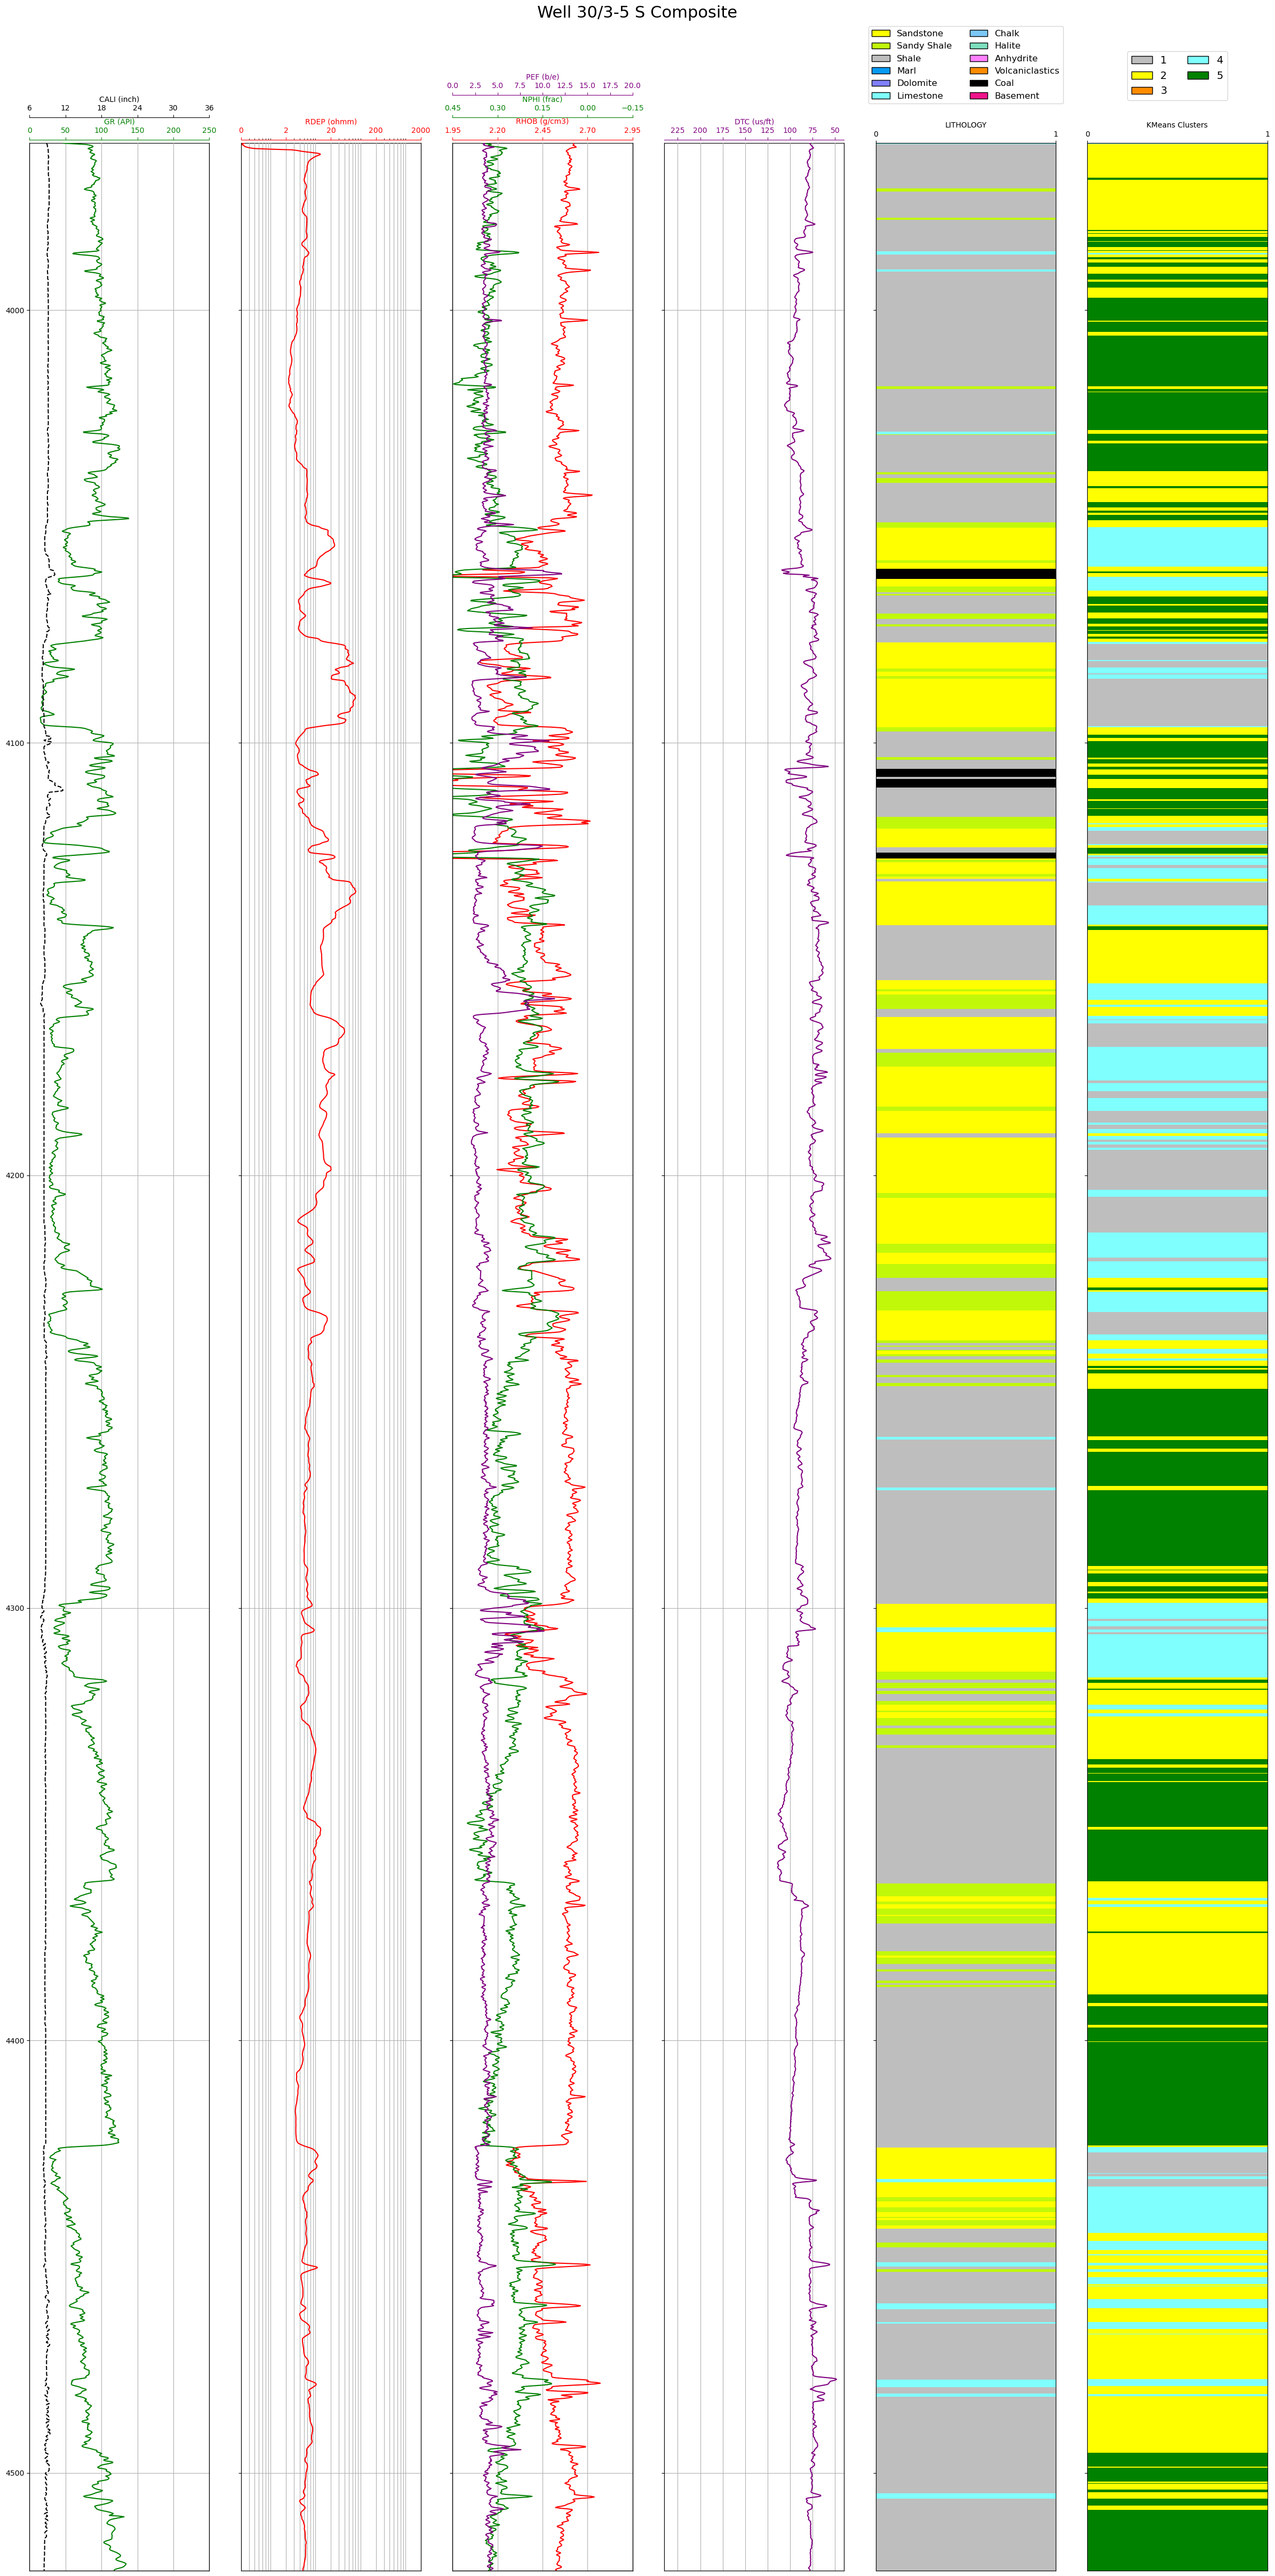 Well 30/3-5 S Composite
Sandstone Chalk
Sandy Shale Halite
Shale Anhydrite
Marl Volcaniclastics
Dolomite Coal
Limestone Basement
1 4
2 5
3
PEF (b/e)
0.0 2.5 5.0 7.5 10.0 12.5 15.0 17.5 20.0
CALI (inch) NPHI (frac)
6 12 18 24 30 36 0.45 0.30 0.15 0.00 −0.15
GR (API) RDEP (ohmm) RHOB (g/cm3) DTC (us/ft) LITHOLOGY KMeans Clusters
0 50 100 150 200 250 0 2 20 200 2000 1.95 2.20 2.45 2.70 2.95 225 200 175 150 125 100 75 50 0 1 0 1
4000
4100
4200
4300
4400
4500